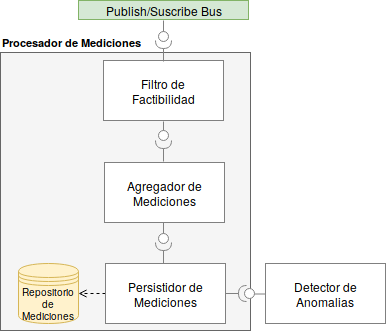 Publish/Suscribe Bus
Procesador de Mediciones
Filtro de
Factibilidad
Agregador de
Mediciones
Repositorio
de
Mediciones
Persistidor de
Mediciones
Detector de
Anomalias